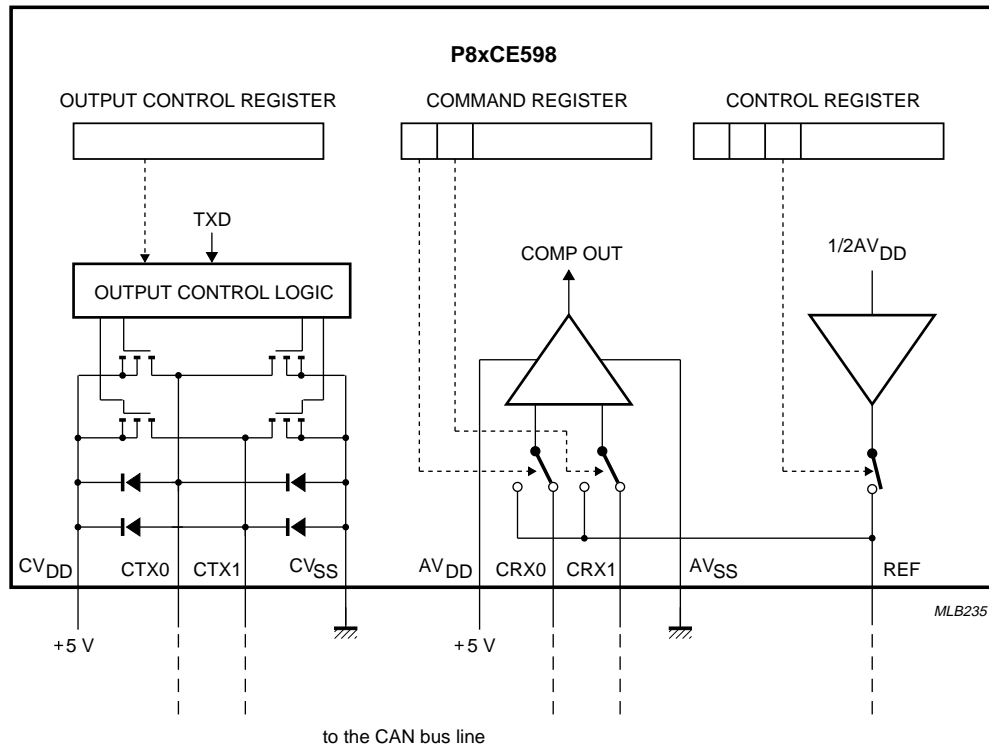 P8xCE598
OUTPUT CONTROL REGISTER
COMMAND REGISTER
CONTROL REGISTER
TXD
COMP OUT
1/2AVDD
OUTPUT CONTROL LOGIC
CVDD
CTX0
CTX1
CVSS
AVDD
CRX0
CRX1
AVSS
REF
MLB235
+5 V
+5 V
to the CAN bus line